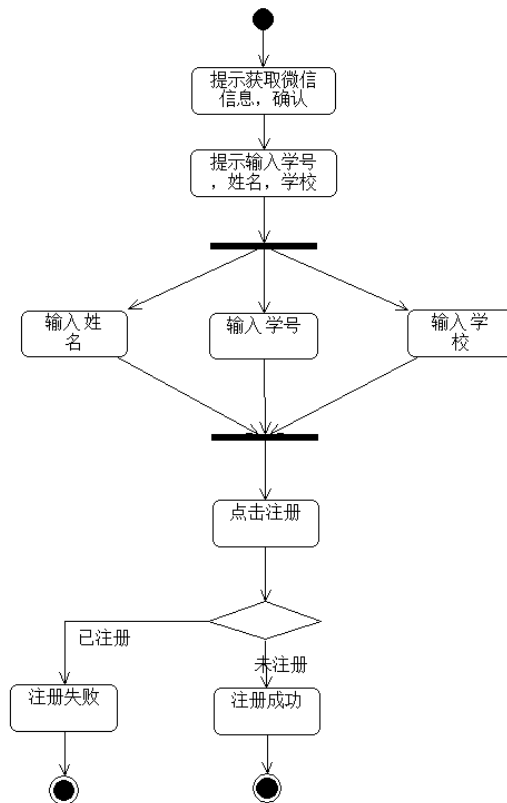 提示获取微信
信息，确认
提示输入学号
，姓名，学校
输入姓
名
输入学号
输入学
校
点击注册
已注册
未注册
注册失败
注册成功